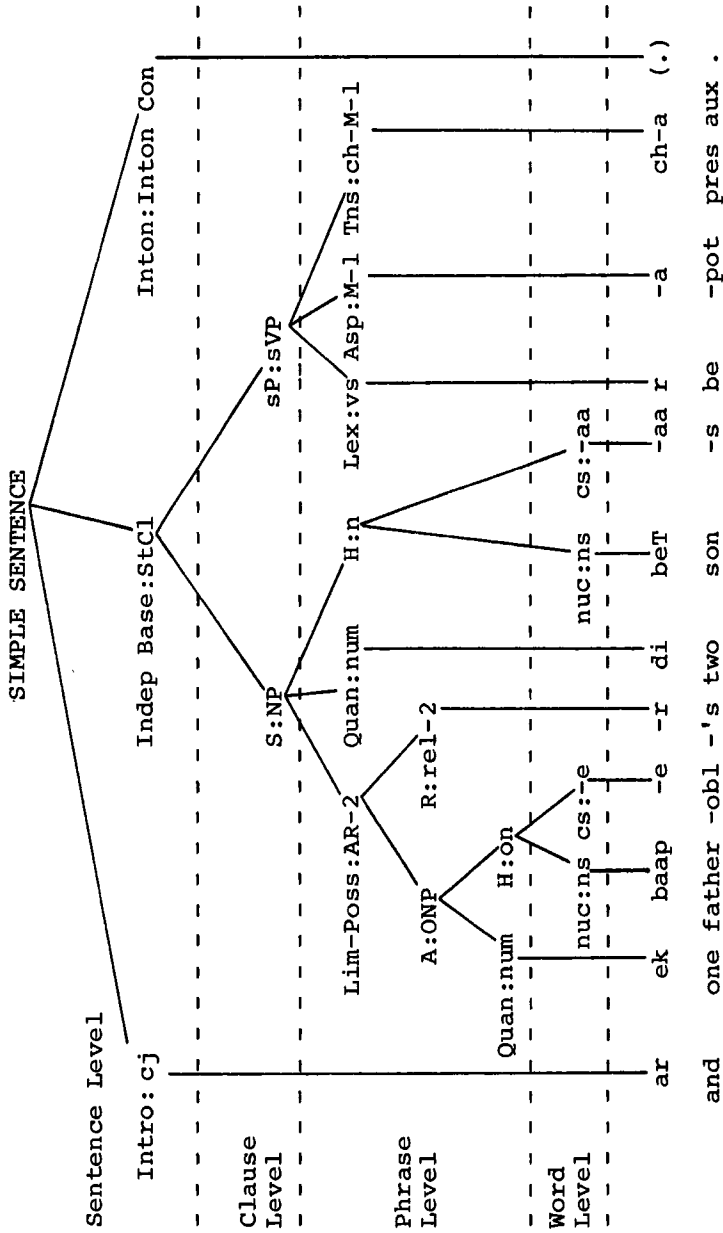 SIMPLE SENTENCE
Sentence Level
Intro: cj Indep Base:StCl Inton:Inton Con
Clause Level S:NP sP:sVP
Phrase Level
Lim-Poss:AR-2 Quan:num H:n Lex:vs Asp:M-1 Tns:ch-M-1
A:ONP R:rel-2
Quan:num H:on
Word Level nuc:ns cs:-e nuc:ns cs:-aa
ar ek baap -e -r di beT -aa r -a ch-a (.)
and one father -obl -'s two son -s be -pot pres aux .